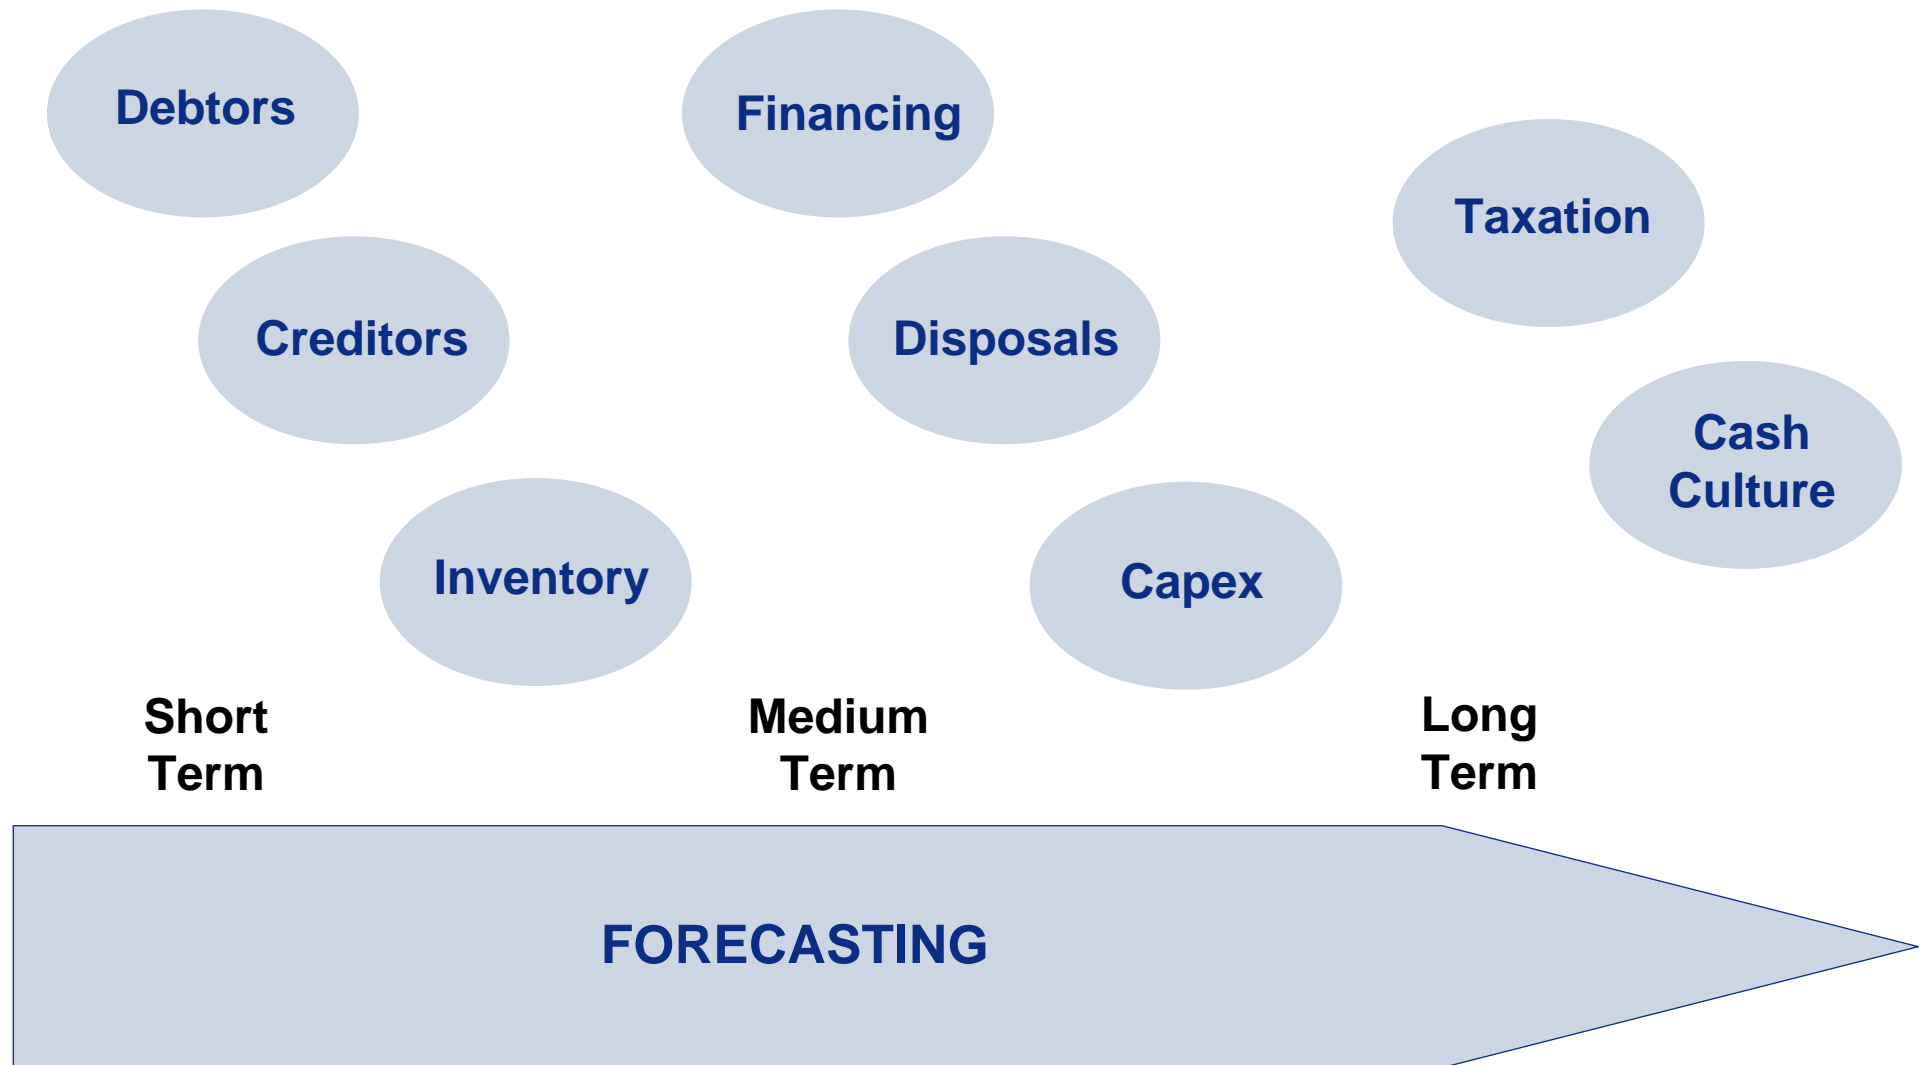 Debtors
Financing
Taxation
Creditors
Disposals
Cash
Culture
Inventory
Capex
Short
Term
Medium
Term
Long
Term
FORECASTING